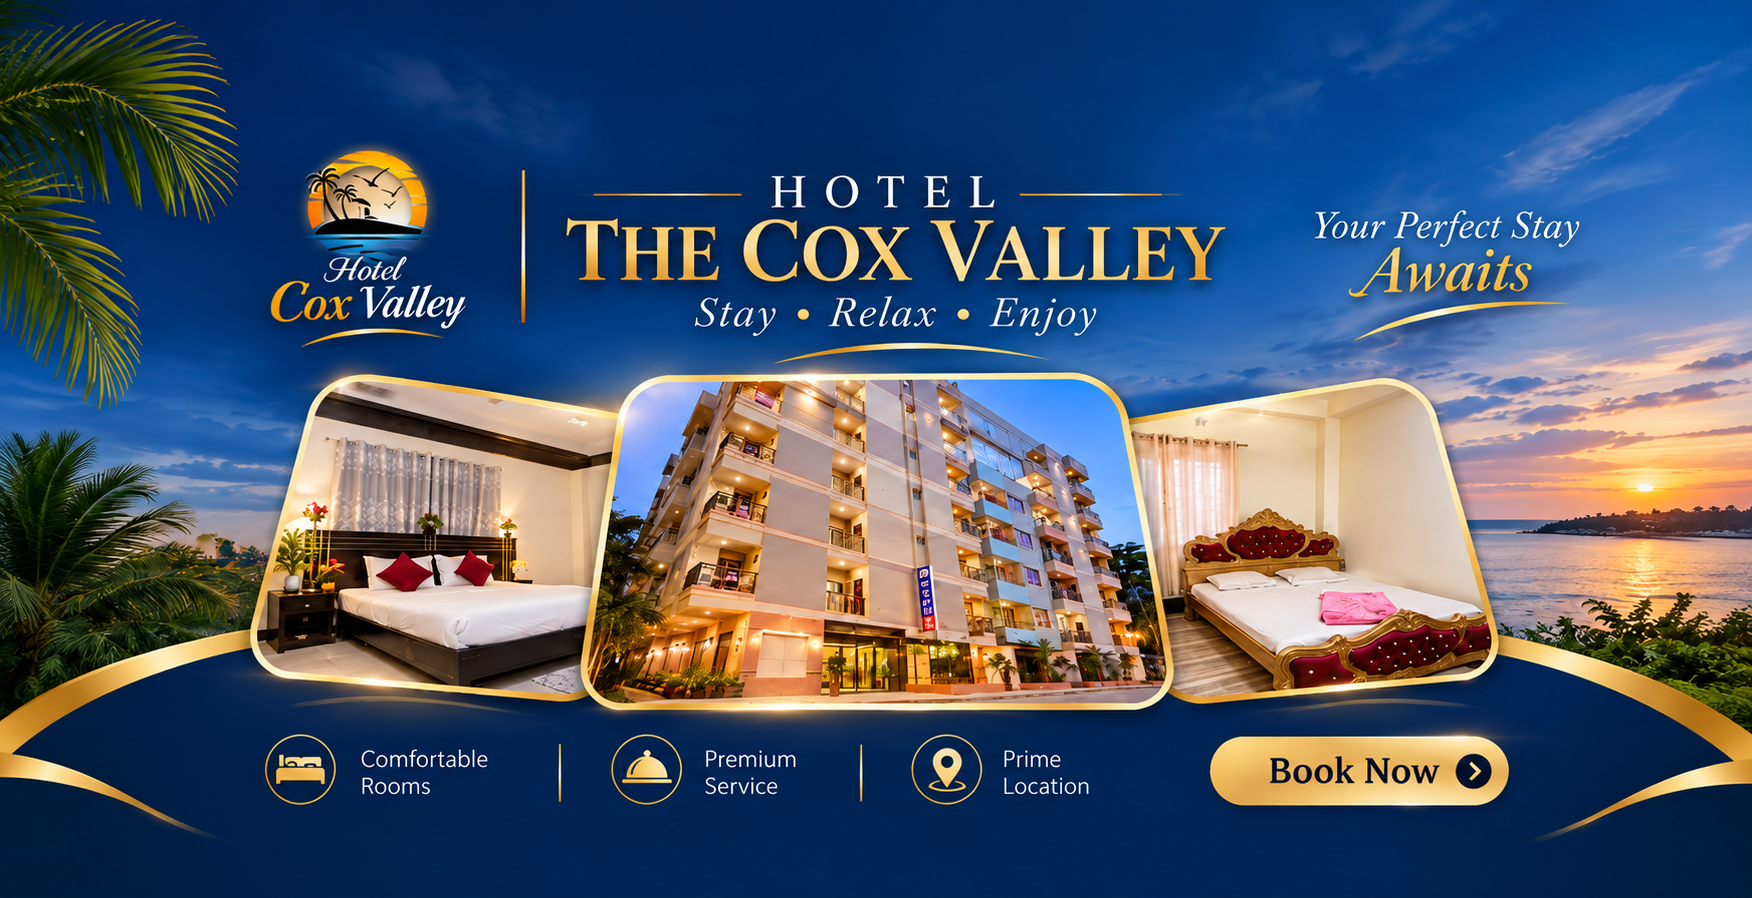 Hotel
Cox Valley
HOTEL
THE COX VALLEY
Stay • Relax • Enjoy
Your Perfect Stay
Awaits
Comfortable
Rooms
Premium
Service
Prime
Location
Book Now